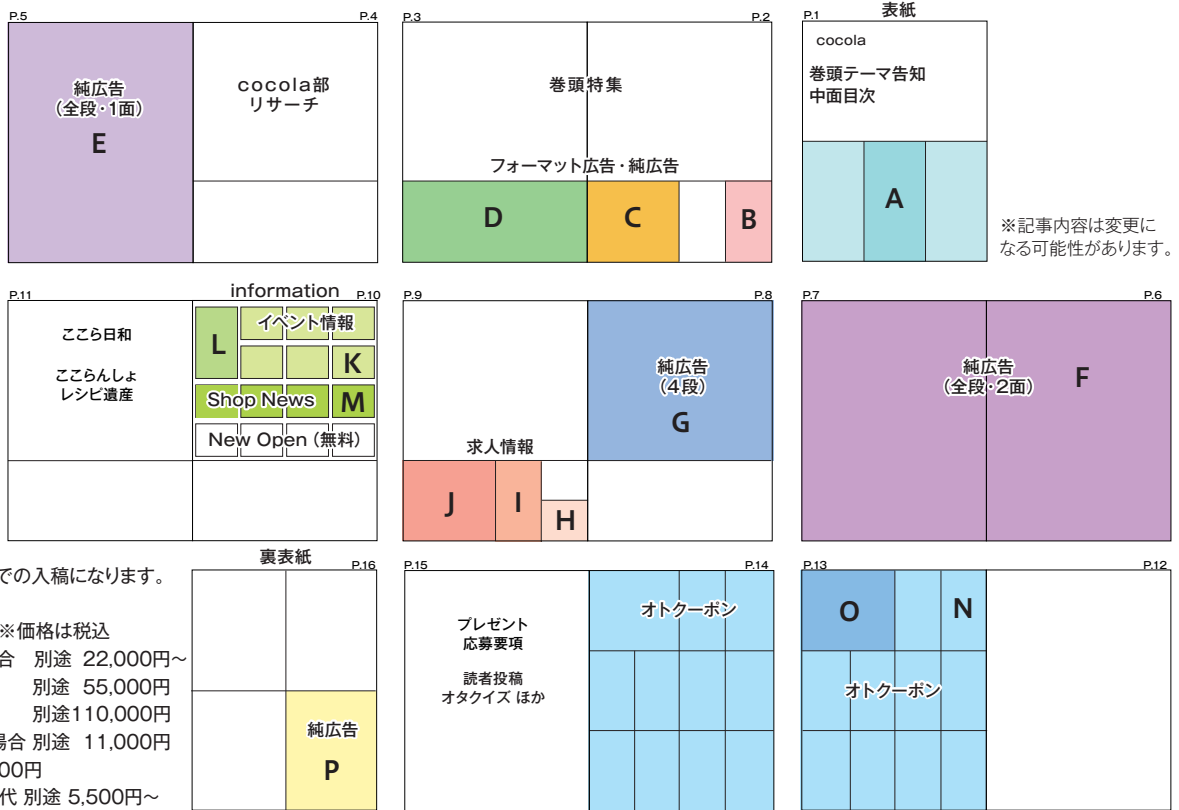 P.5
P.4
純広告
(全段・1面)
E
cocola部
リサーチ
P.3
P.2
巻頭特集
フォーマット広告・純広告
D
C
B
P.1
表紙
cocola
巻頭テーマ告知
中面目次
A
※記事内容は変更に
なる可能性があります。
P.11
information
P.10
ここら日和
ここらんしょ
レシピ遺産
L
イベント情報
K
Shop News
M
New Open(無料)
P.9
P.8
純広告
(4段)
G
求人情報
J
I
H
P.7
P.6
純広告
(全段・2面)
F
での入稿になります。
※価格は税込
合 別途 22,000円～
別途 55,000円
別途110,000円
場合 別途 11,000円
00円
代 別途 5,500円～
裏表紙
P.16
純広告
P
P.15
P.14
プレゼント
応募要項
読者投稿
オタクイズ ほか
オトクーポン
P.13
P.12
O
N
オトクーポン